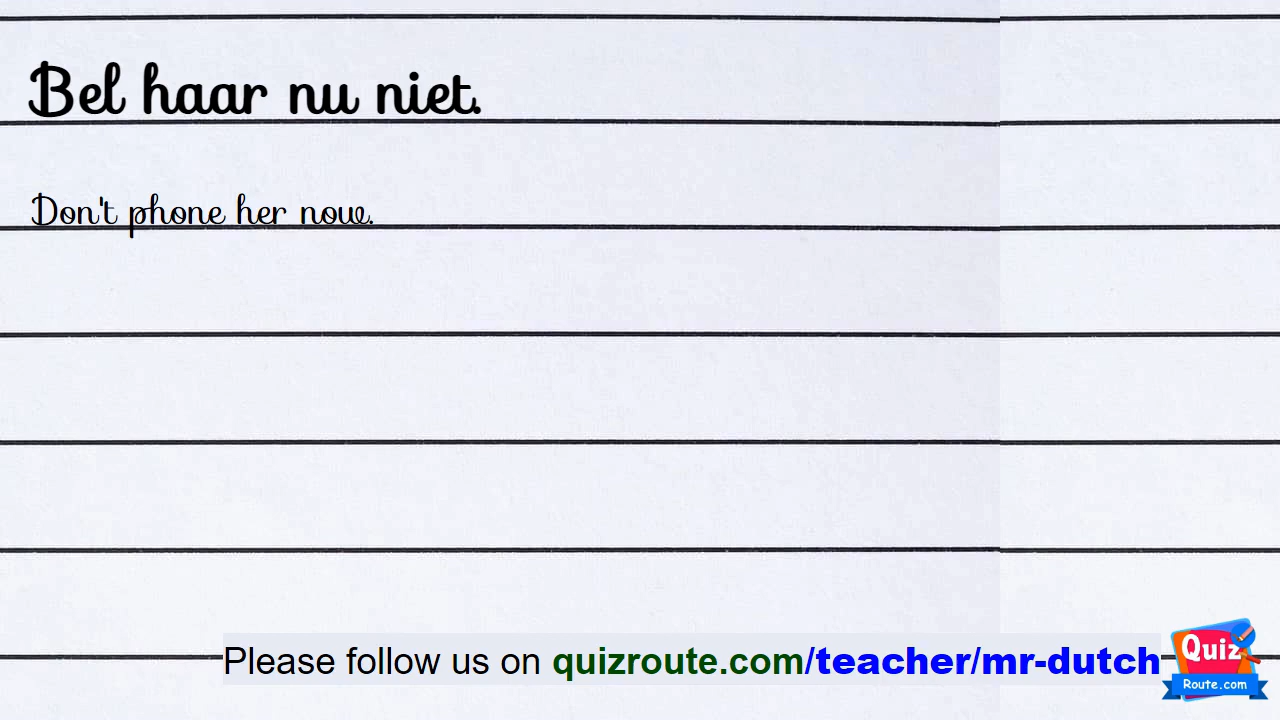 Bel haar nu niet.
Don't phone her now.
Please follow us on quizroute.com/teacher/mr-dutch
Quiz
Route.com